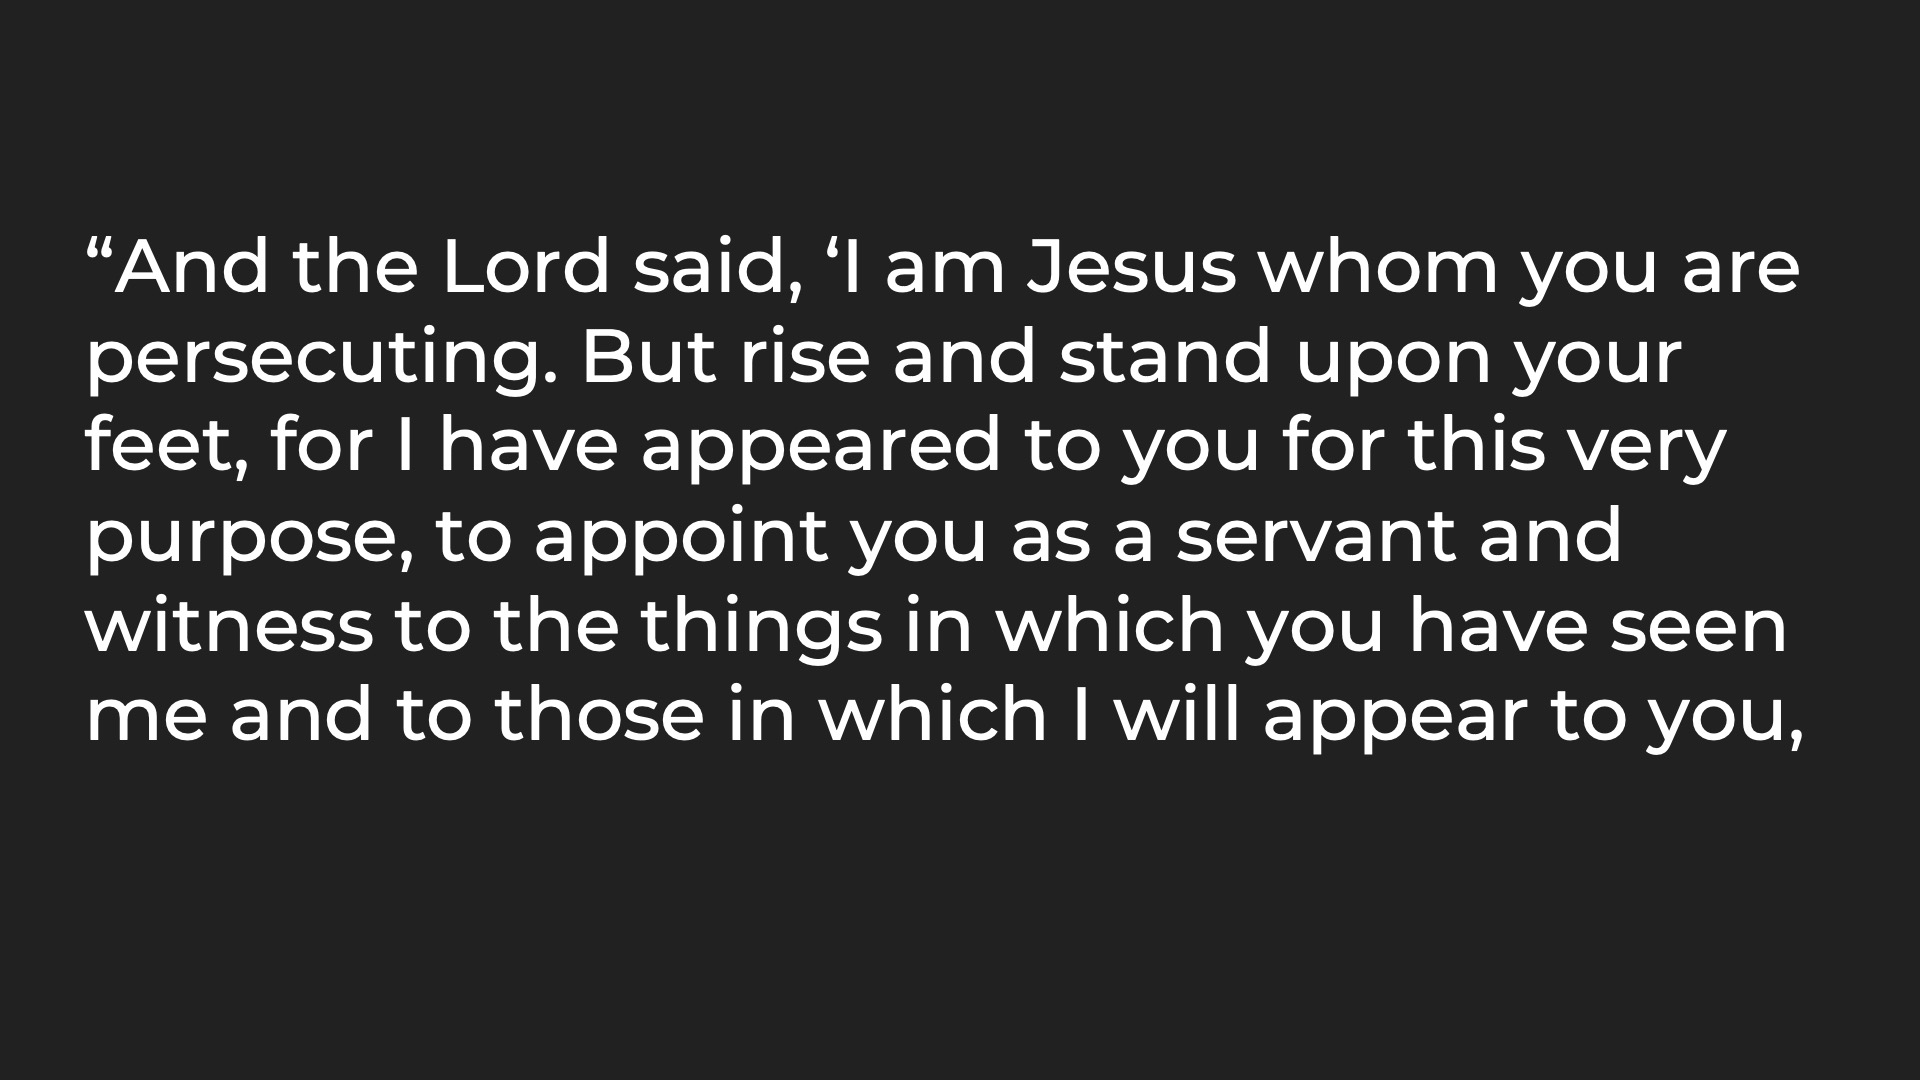 “And the Lord said, ‘I am Jesus whom you are
persecuting. But rise and stand upon your
feet, for I have appeared to you for this very
purpose, to appoint you as a servant and
witness to the things in which you have seen
me and to those in which I will appear to you,